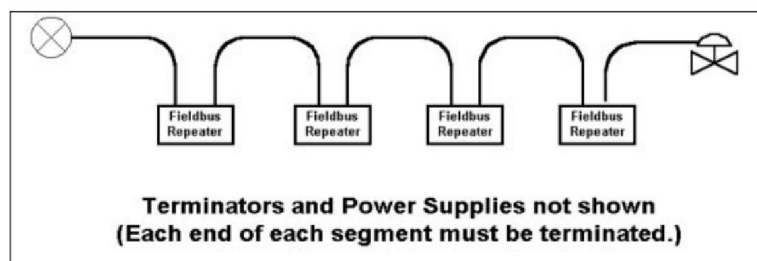 Fieldbus
Repeater
Fieldbus
Repeater
Fieldbus
Repeater
Fieldbus
Repeater
Terminators and Power Supplies not shown
(Each end of each segment must be terminated.)